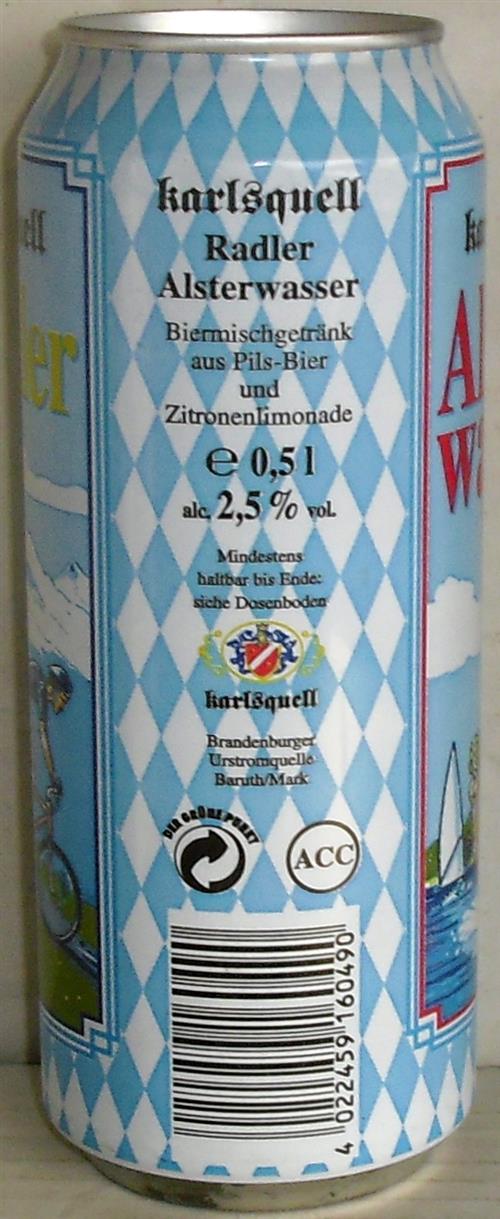 karlsquell
Radler
Alsterwasser
Biermischgetränk
aus Pils-Bier
und
Zitronenlimonade
℮ 0,5 l
alc. 2,5 % vol.
Mindestens
haltbar bis Ende:
siehe Dosenboden
karlsquell
Brandenburger
Urstromquelle
Baruth/Mark
DER GRÜNE PUNKT
ACC
4 022459 160490